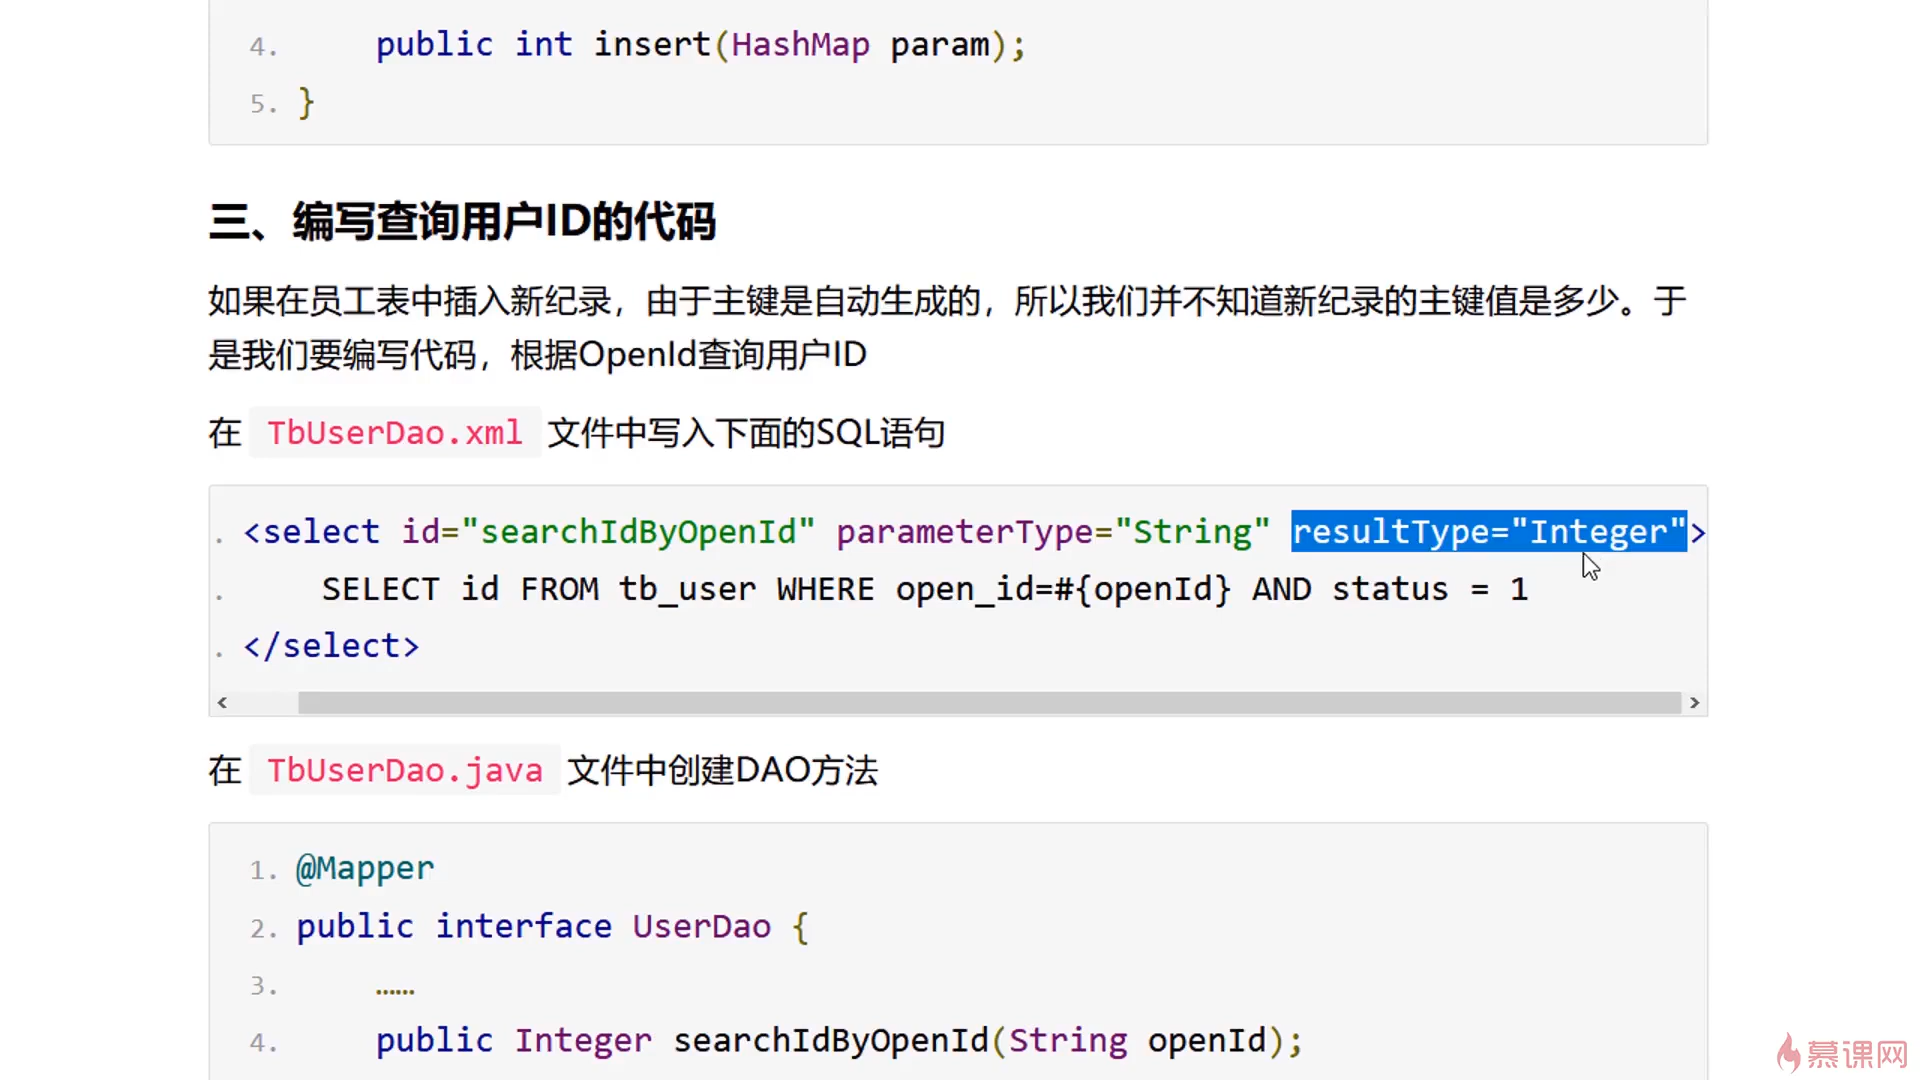 4. public int insert(HashMap param);
5. }
三、编写查询用户ID的代码
如果在员工表中插入新纪录，由于主键是自动生成的，所以我们并不知道新纪录的主键值是多少。于
是我们要编写代码，根据OpenId查询用户ID
在 TbUserDao.xml 文件中写入下面的SQL语句
. <select id="searchIdByOpenId" parameterType="String" resultType="Integer">
. SELECT id FROM tb_user WHERE open_id=#{openId} AND status = 1
. </select>
在 TbUserDao.java 文件中创建DAO方法
1. @Mapper
2. public interface UserDao {
3. ……
4. public Integer searchIdByOpenId(String openId);
慕课网